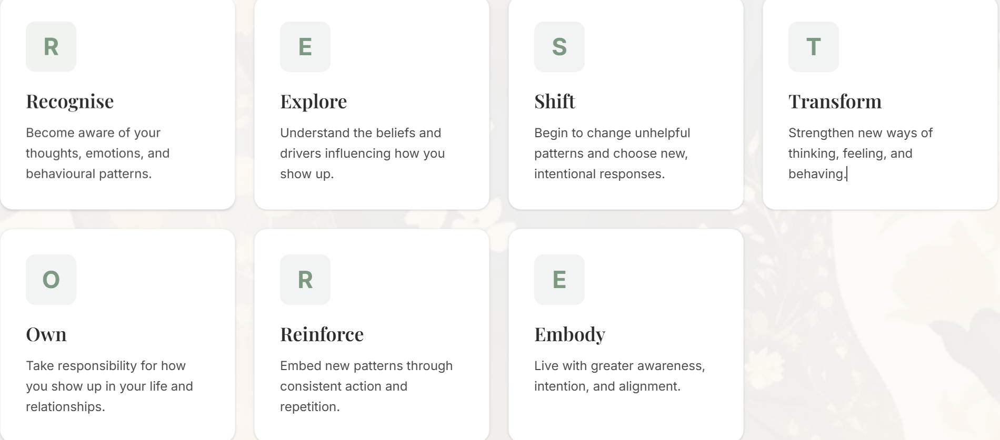 R
Recognise
Become aware of your
thoughts, emotions, and
behavioural patterns.
E
Explore
Understand the beliefs and
drivers influencing how you
show up.
S
Shift
Begin to change unhelpful
patterns and choose new,
intentional responses.
T
Transform
Strengthen new ways of
thinking, feeling, and
behaving.
O
Own
Take responsibility for how
you show up in your life and
relationships.
R
Reinforce
Embed new patterns through
consistent action and
repetition.
E
Embody
Live with greater awareness,
intention, and alignment.